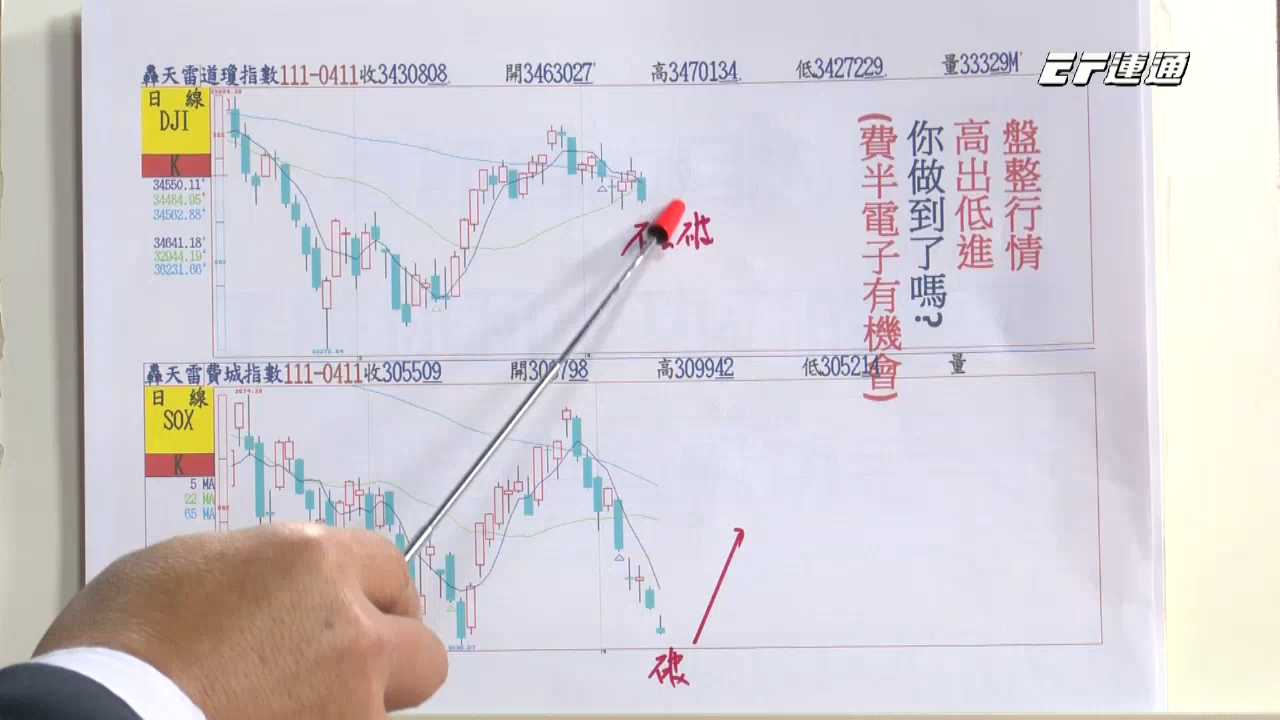 轟天雷道瓊指數111-0411收3430808 開3463027 高3470134 低3427229 量33329M
EF運通
日 線
DJI
K
34550.11
34484.95
34562.88
34641.18
32944.19
36231.66
盤整行情
高出低進
你做到了嗎?
(費半電子有機會)
破
轟天雷費城指數111-0411收305509 高309942 低305214 量
日 線
SOX
K
5 MA
22 MA
65 MA
破